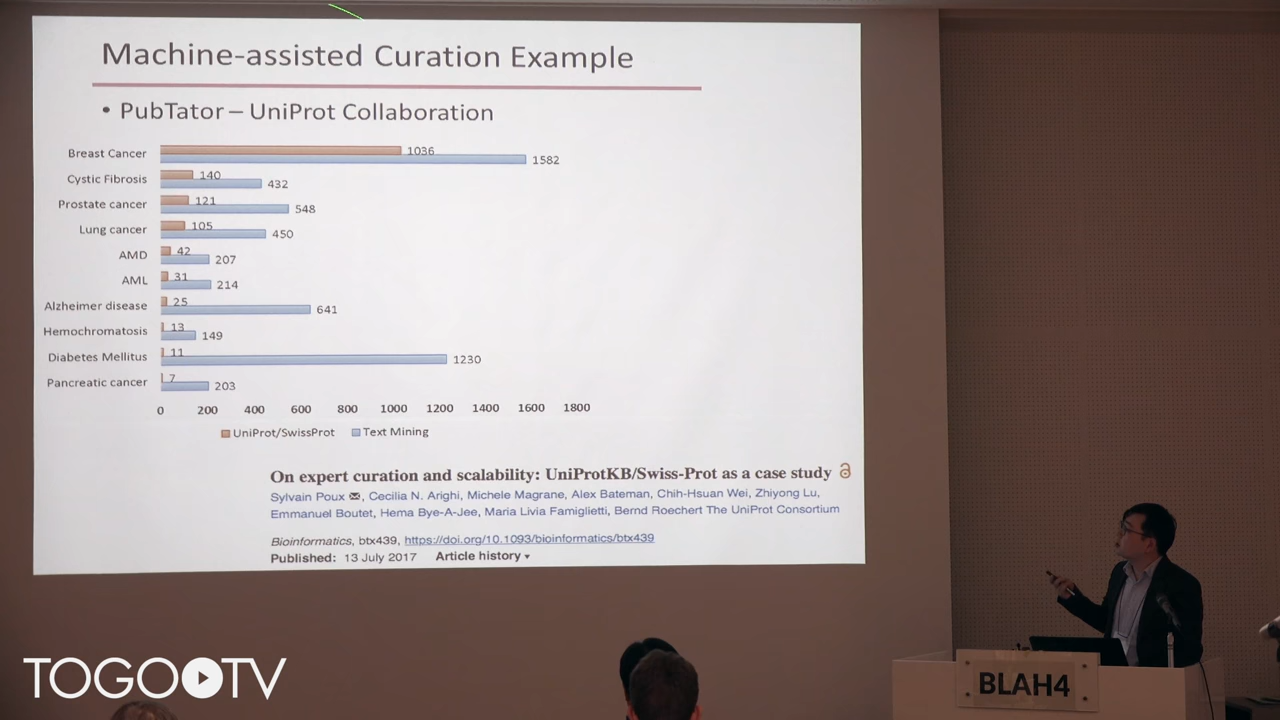 Machine-assisted Curation Example
• PubTator – UniProt Collaboration
Breast Cancer 1036 1582
Cystic Fibrosis 140 432
Prostate cancer 121 548
Lung cancer 105 450
AMD 42 207
AML 31 214
Alzheimer disease 25 641
Hemochromatosis 13 149
Diabetes Mellitus 11 1230
Pancreatic cancer 7 203
0 200 400 600 800 1000 1200 1400 1600 1800
UniProt/SwissProt Text Mining
On expert curation and scalability: UniProtKB/Swiss-Prot as a case study
Sylvain Poux ✉, Cecilia N. Arighi, Michele Magrane, Alex Bateman, Chih-Hsuan Wei, Zhiyong Lu,
Emmanuel Boutet, Hema Bye-A-Jee, Maria Livia Famiglietti, Bernd Roechert The UniProt Consortium
Bioinformatics, btx439, https://doi.org/10.1093/bioinformatics/btx439
Published: 13 July 2017 Article history ▾
TOGOTV
BLAH4